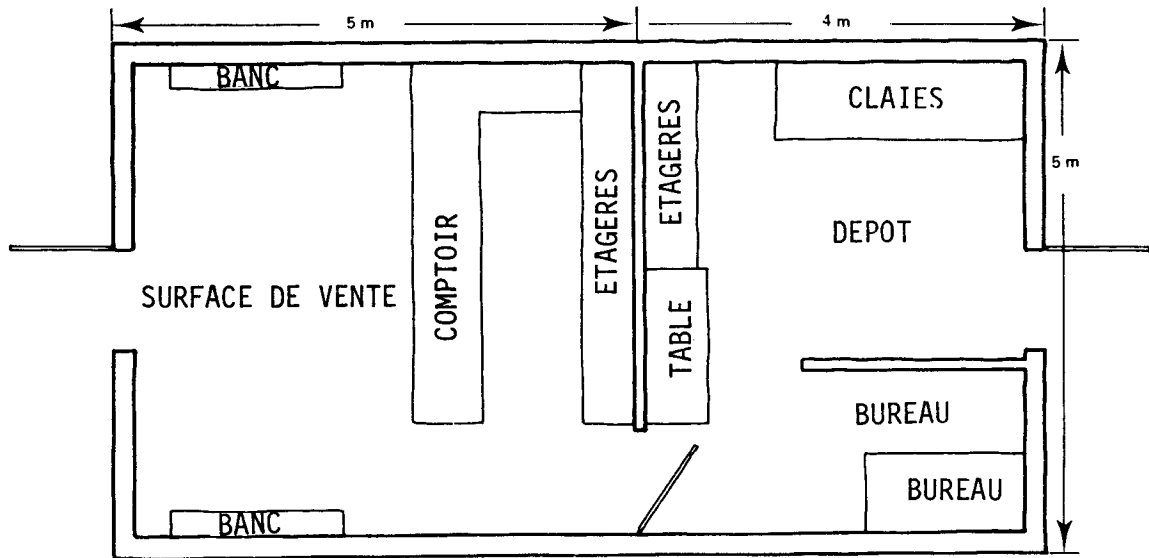 5 m
4 m
BANC
CLAIES
5 m
ETAGERES
ETAGERES
DEPOT
COMPTOIR
SURFACE DE VENTE
TABLE
BUREAU
BUREAU
BANC